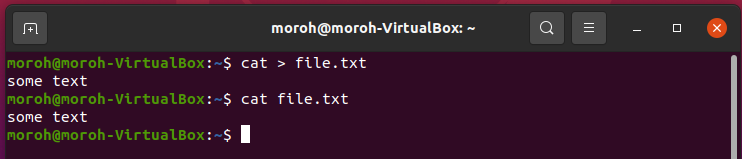 moroh@moroh-VirtualBox: ~
moroh@moroh-VirtualBox:~$ cat > file.txt
some text
moroh@moroh-VirtualBox:~$ cat file.txt
some text
moroh@moroh-VirtualBox:~$